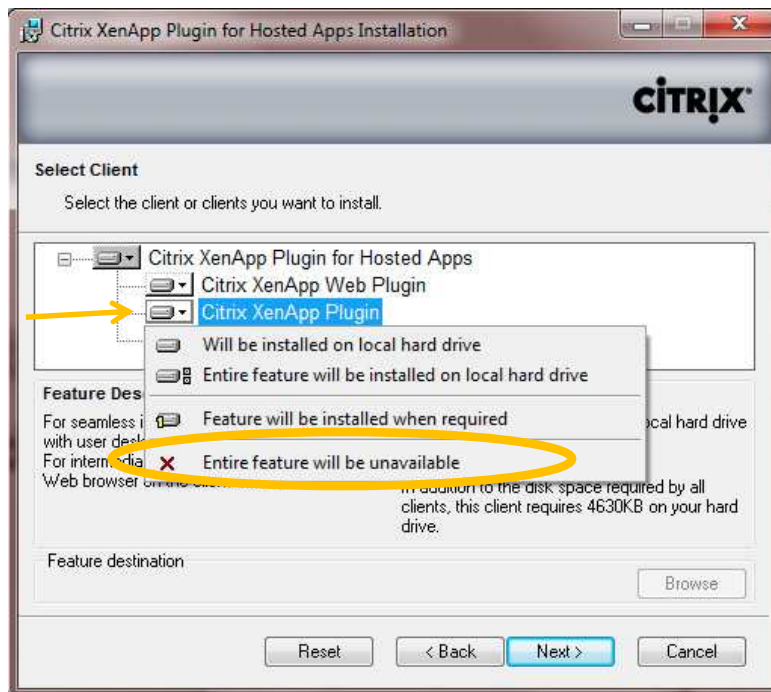 Citrix XenApp Plugin for Hosted Apps Installation
CITRIX
Select Client
Select the client or clients you want to install.
Citrix XenApp Plugin for Hosted Apps
Citrix XenApp Web Plugin
Citrix XenApp Plugin
Will be installed on local hard drive
Entire feature will be installed on local hard drive
Feature will be installed when required
Entire feature will be unavailable
Feature Des
For seamless i
with user desk
For intermedia
Web browser on the
ocal hard drive
In addition to the disk space required by all
clients, this client requires 4630KB on your hard
drive.
Feature destination
Browse
Reset
< Back
Next >
Cancel